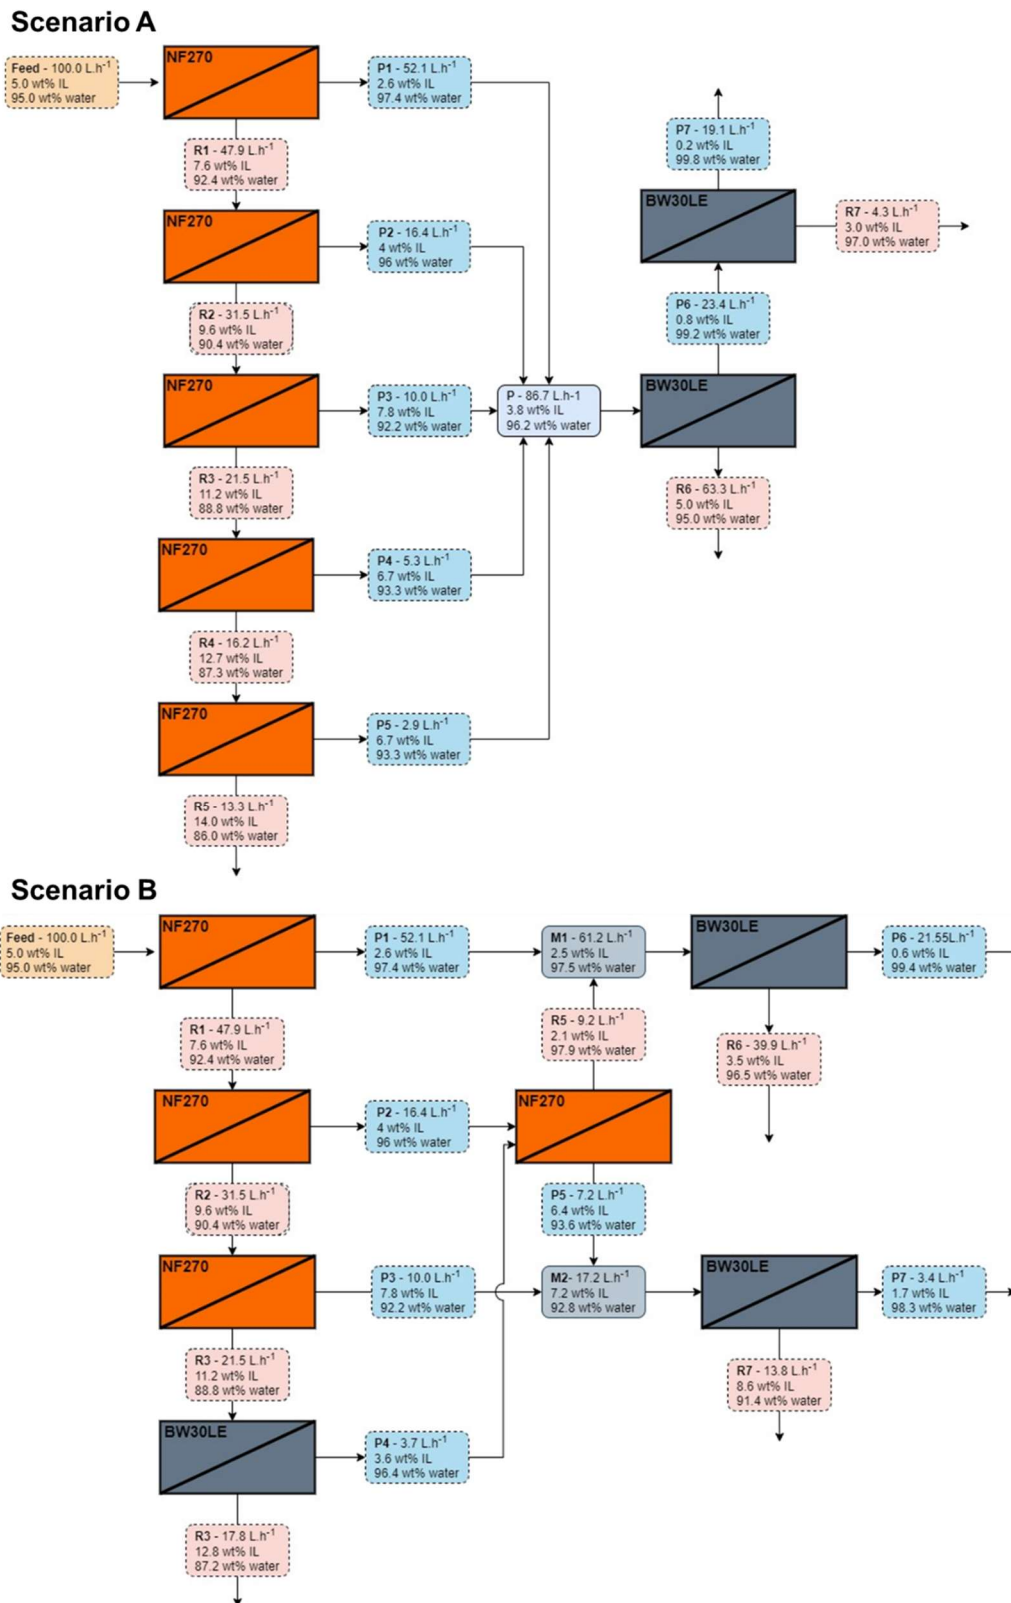 Scenario A
NF270
Feed - 100.0 L.h⁻¹
5.0 wt% IL
95.0 wt% water
P1 - 52.1 L.h⁻¹
2.6 wt% IL
97.4 wt% water
R1 - 47.9 L.h⁻¹
7.6 wt% IL
92.4 wt% water
NF270
P2 - 16.4 L.h⁻¹
4 wt% IL
96 wt% water
R2 - 31.5 L.h⁻¹
9.6 wt% IL
90.4 wt% water
NF270
P3 - 10.0 L.h⁻¹
7.8 wt% IL
92.2 wt% water
P - 86.7 L.h-1
3.8 wt% IL
96.2 wt% water
R3 - 21.5 L.h⁻¹
11.2 wt% IL
88.8 wt% water
NF270
P4 - 5.3 L.h⁻¹
6.7 wt% IL
93.3 wt% water
R4 - 16.2 L.h⁻¹
12.7 wt% IL
87.3 wt% water
NF270
P5 - 2.9 L.h⁻¹
6.7 wt% IL
93.3 wt% water
R5 - 13.3 L.h⁻¹
14.0 wt% IL
86.0 wt% water
P7 - 19.1 L.h⁻¹
0.2 wt% IL
99.8 wt% water
BW30LE
R7 - 4.3 L.h⁻¹
3.0 wt% IL
97.0 wt% water
P6 - 23.4 L.h⁻¹
0.8 wt% IL
99.2 wt% water
BW30LE
R6 - 63.3 L.h⁻¹
5.0 wt% IL
95.0 wt% water
Scenario B
NF270
Feed - 100.0 L.h⁻¹
5.0 wt% IL
95.0 wt% water
P1 - 52.1 L.h⁻¹
2.6 wt% IL
97.4 wt% water
M1 - 61.2 L.h⁻¹
2.5 wt% IL
97.5 wt% water
BW30LE
P6 - 21.55L.h⁻¹
0.6 wt% IL
99.4 wt% water
R1 - 47.9 L.h⁻¹
7.6 wt% IL
92.4 wt% water
R5 - 9.2 L.h⁻¹
2.1 wt% IL
97.9 wt% water
R6 - 39.9 L.h⁻¹
3.5 wt% IL
96.5 wt% water
NF270
P2 - 16.4 L.h⁻¹
4 wt% IL
96 wt% water
NF270
R2 - 31.5 L.h⁻¹
9.6 wt% IL
90.4 wt% water
P5 - 7.2 L.h⁻¹
6.4 wt% IL
93.6 wt% water
NF270
P3 - 10.0 L.h⁻¹
7.8 wt% IL
92.2 wt% water
M2- 17.2 L.h⁻¹
7.2 wt% IL
92.8 wt% water
BW30LE
P7 - 3.4 L.h⁻¹
1.7 wt% IL
98.3 wt% water
R3 - 21.5 L.h⁻¹
11.2 wt% IL
88.8 wt% water
R7 - 13.8 L.h⁻¹
8.6 wt% IL
91.4 wt% water
BW30LE
P4 - 3.7 L.h⁻¹
3.6 wt% IL
96.4 wt% water
R3 - 17.8 L.h⁻¹
12.8 wt% IL
87.2 wt% water